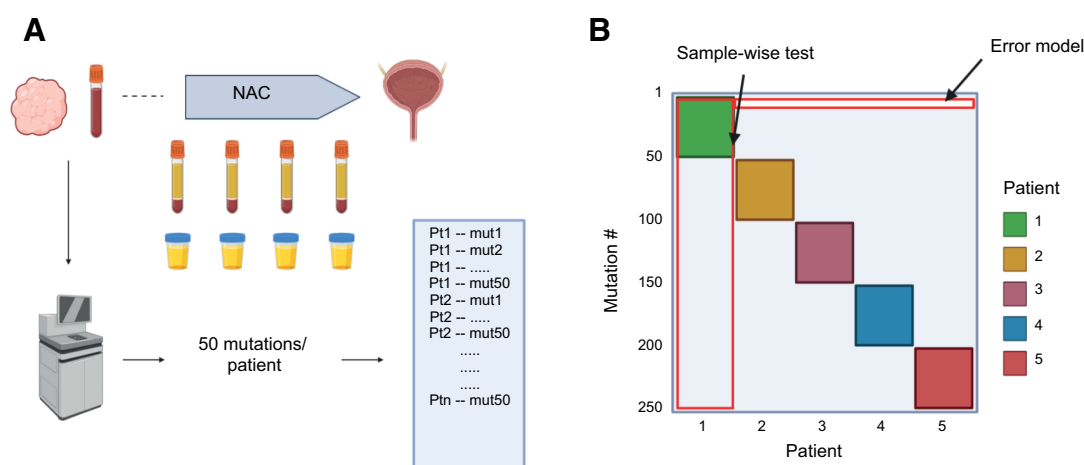 A
NAC
50 mutations/
patient
Pt1 -- mut1
Pt1 -- mut2
Pt1 -- .....
Pt1 -- mut50
Pt2 -- mut1
Pt2 -- .....
Pt2 -- mut50
.....
.....
.....
Ptn -- mut50
B
Sample-wise test
Error model
Mutation #
1
50
100
150
200
250
1 2 3 4 5
Patient
Patient
1
2
3
4
5